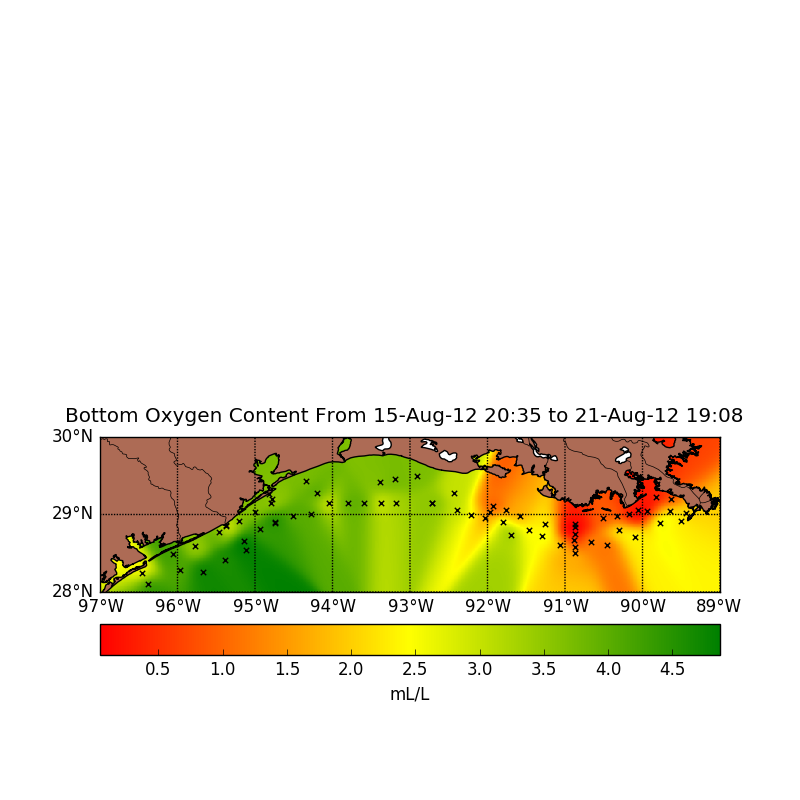 Bottom Oxygen Content From 15-Aug-12 20:35 to 21-Aug-12 19:08
30°N
29°N
28°N
97°W 96°W 95°W 94°W 93°W 92°W 91°W 90°W 89°W
0.5 1.0 1.5 2.0 2.5 3.0 3.5 4.0 4.5
mL/L